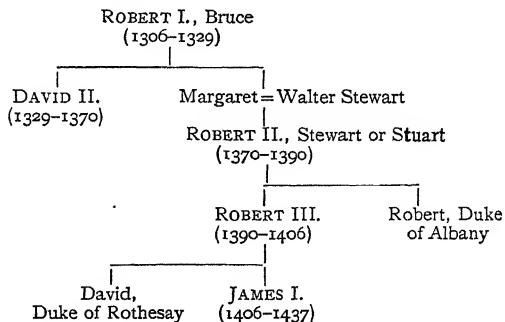 ROBERT I., Bruce
(1306–1329)
DAVID II.
(1329–1370)
Margaret=Walter Stewart
ROBERT II., Stewart or Stuart
(1370–1390)
ROBERT III.
(1390–1406)
Robert, Duke
of Albany
David,
Duke of Rothesay
JAMES I.
(1406–1437)